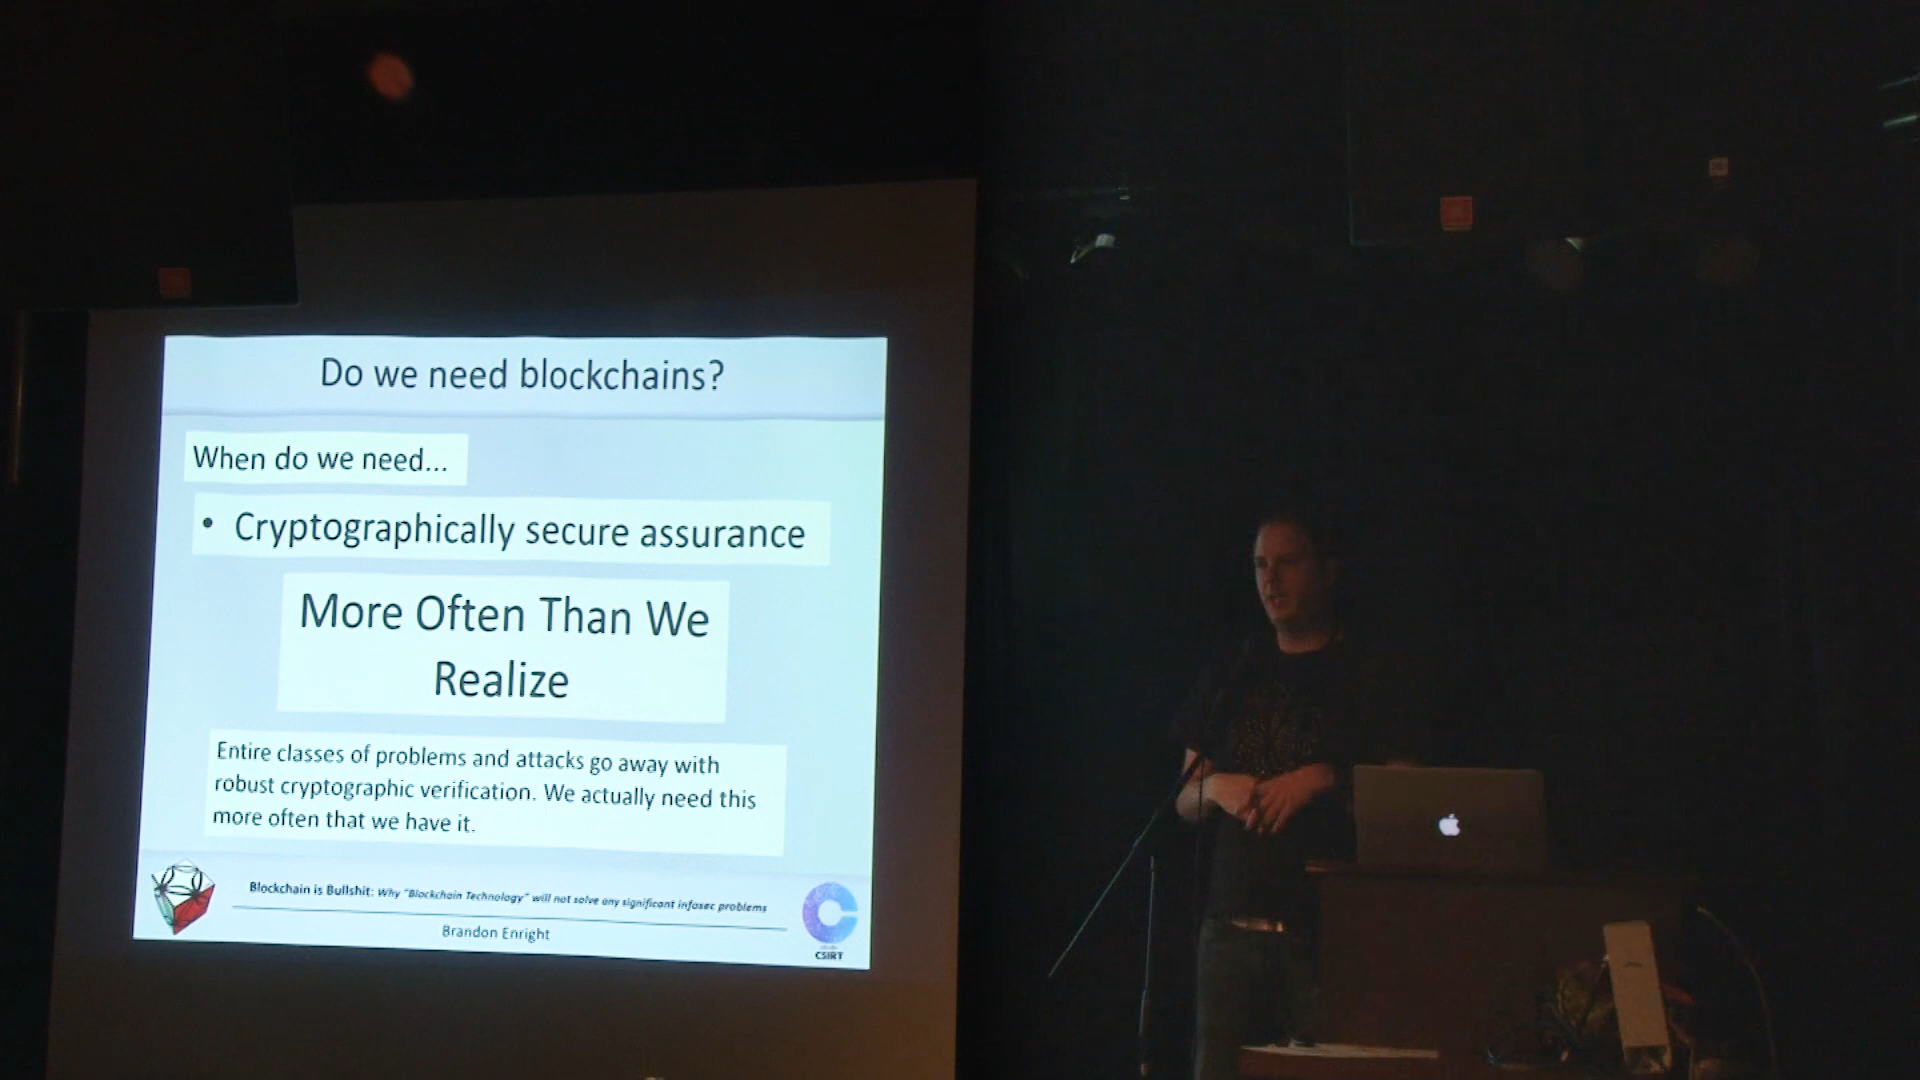 Do we need blockchains?
When do we need...
• Cryptographically secure assurance
More Often Than We
Realize
Entire classes of problems and attacks go away with
robust cryptographic verification. We actually need this
more often that we have it.
Blockchain is Bullshit: Why "Blockchain Technology" will not solve any significant infosec problems
Brandon Enright
CSIRT